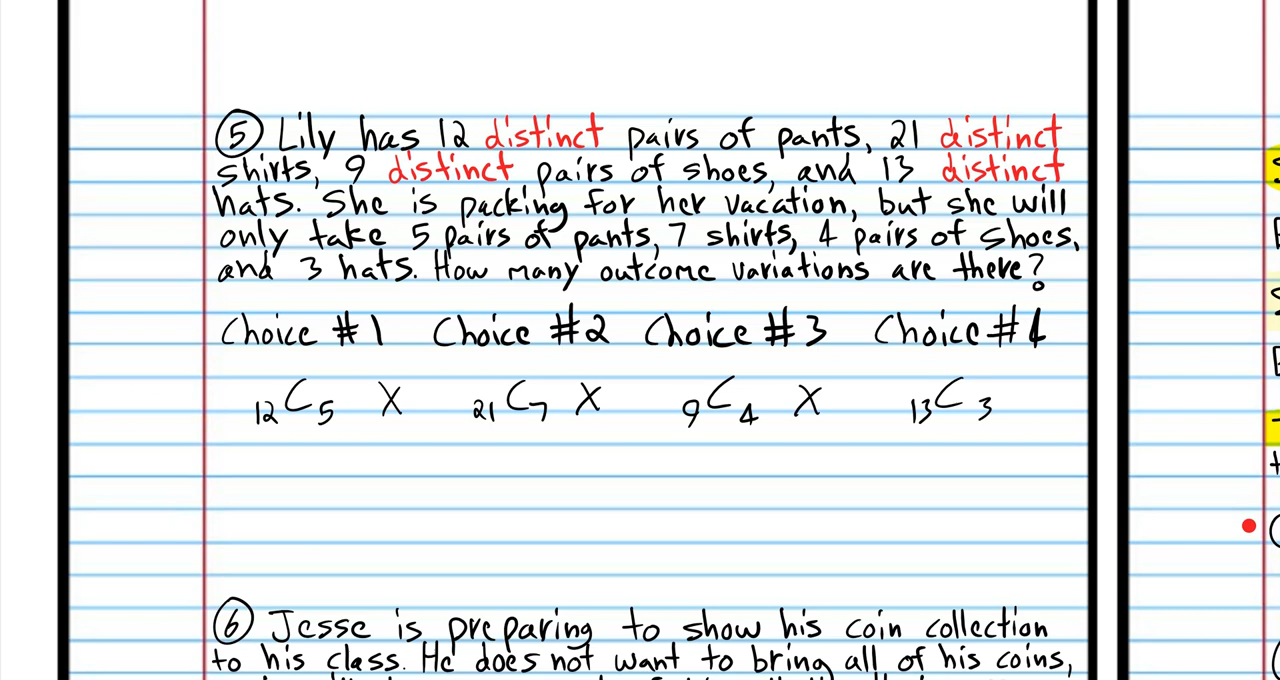 ⑤ Lily has 12 distinct pairs of pants, 21 distinct
shirts, 9 distinct pairs of shoes, and 13 distinct
hats. She is packing for her vacation, but she will
only take 5 pairs of pants, 7 shirts, 4 pairs of shoes,
and 3 hats. How many outcome variations are there?
Choice #1 Choice #2 Choice #3 Choice #4
₁₂C₅ X ₂₁C₇ X ₉C₄ X ₁₃C₃
⑥ Jesse is preparing to show his coin collection
to his class. He does not want to bring all of his coins,